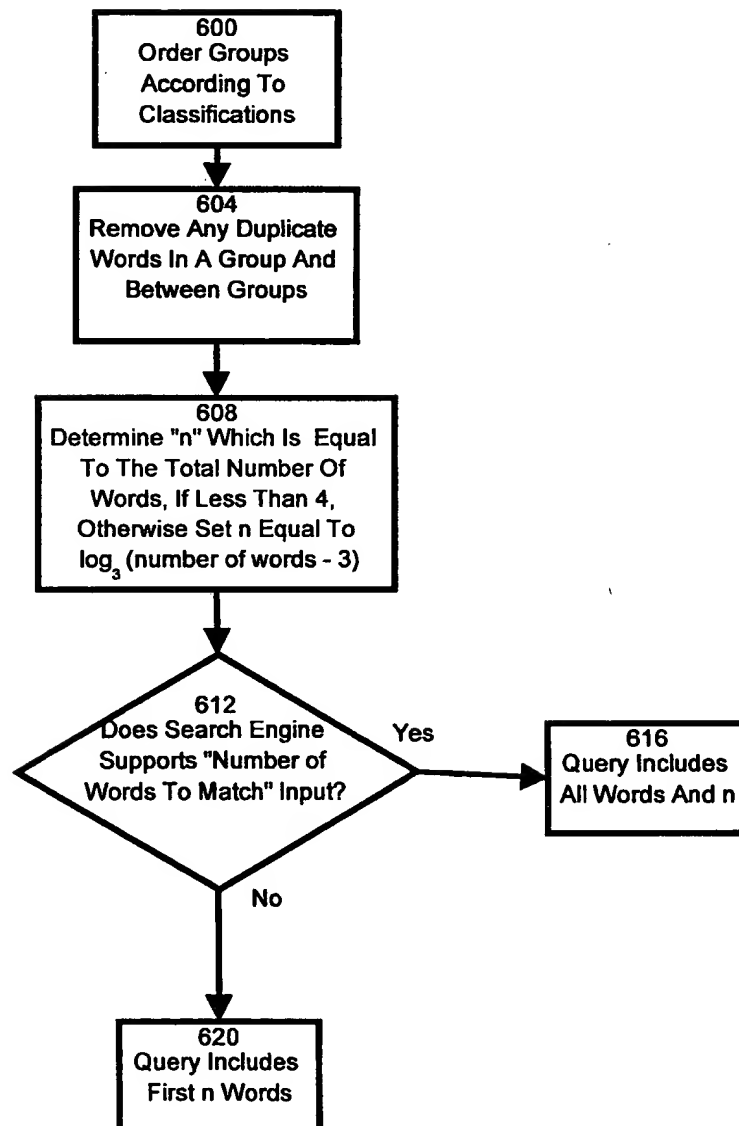 600
Order Groups
According To
Classifications
604
Remove Any Duplicate
Words In A Group And
Between Groups
608
Determine "n" Which Is Equal
To The Total Number Of
Words, If Less Than 4,
Otherwise Set n Equal To
log₃ (number of words - 3)
612
Does Search Engine
Supports "Number of
Words To Match" Input?
Yes
616
Query Includes
All Words And n
No
620
Query Includes
First n Words